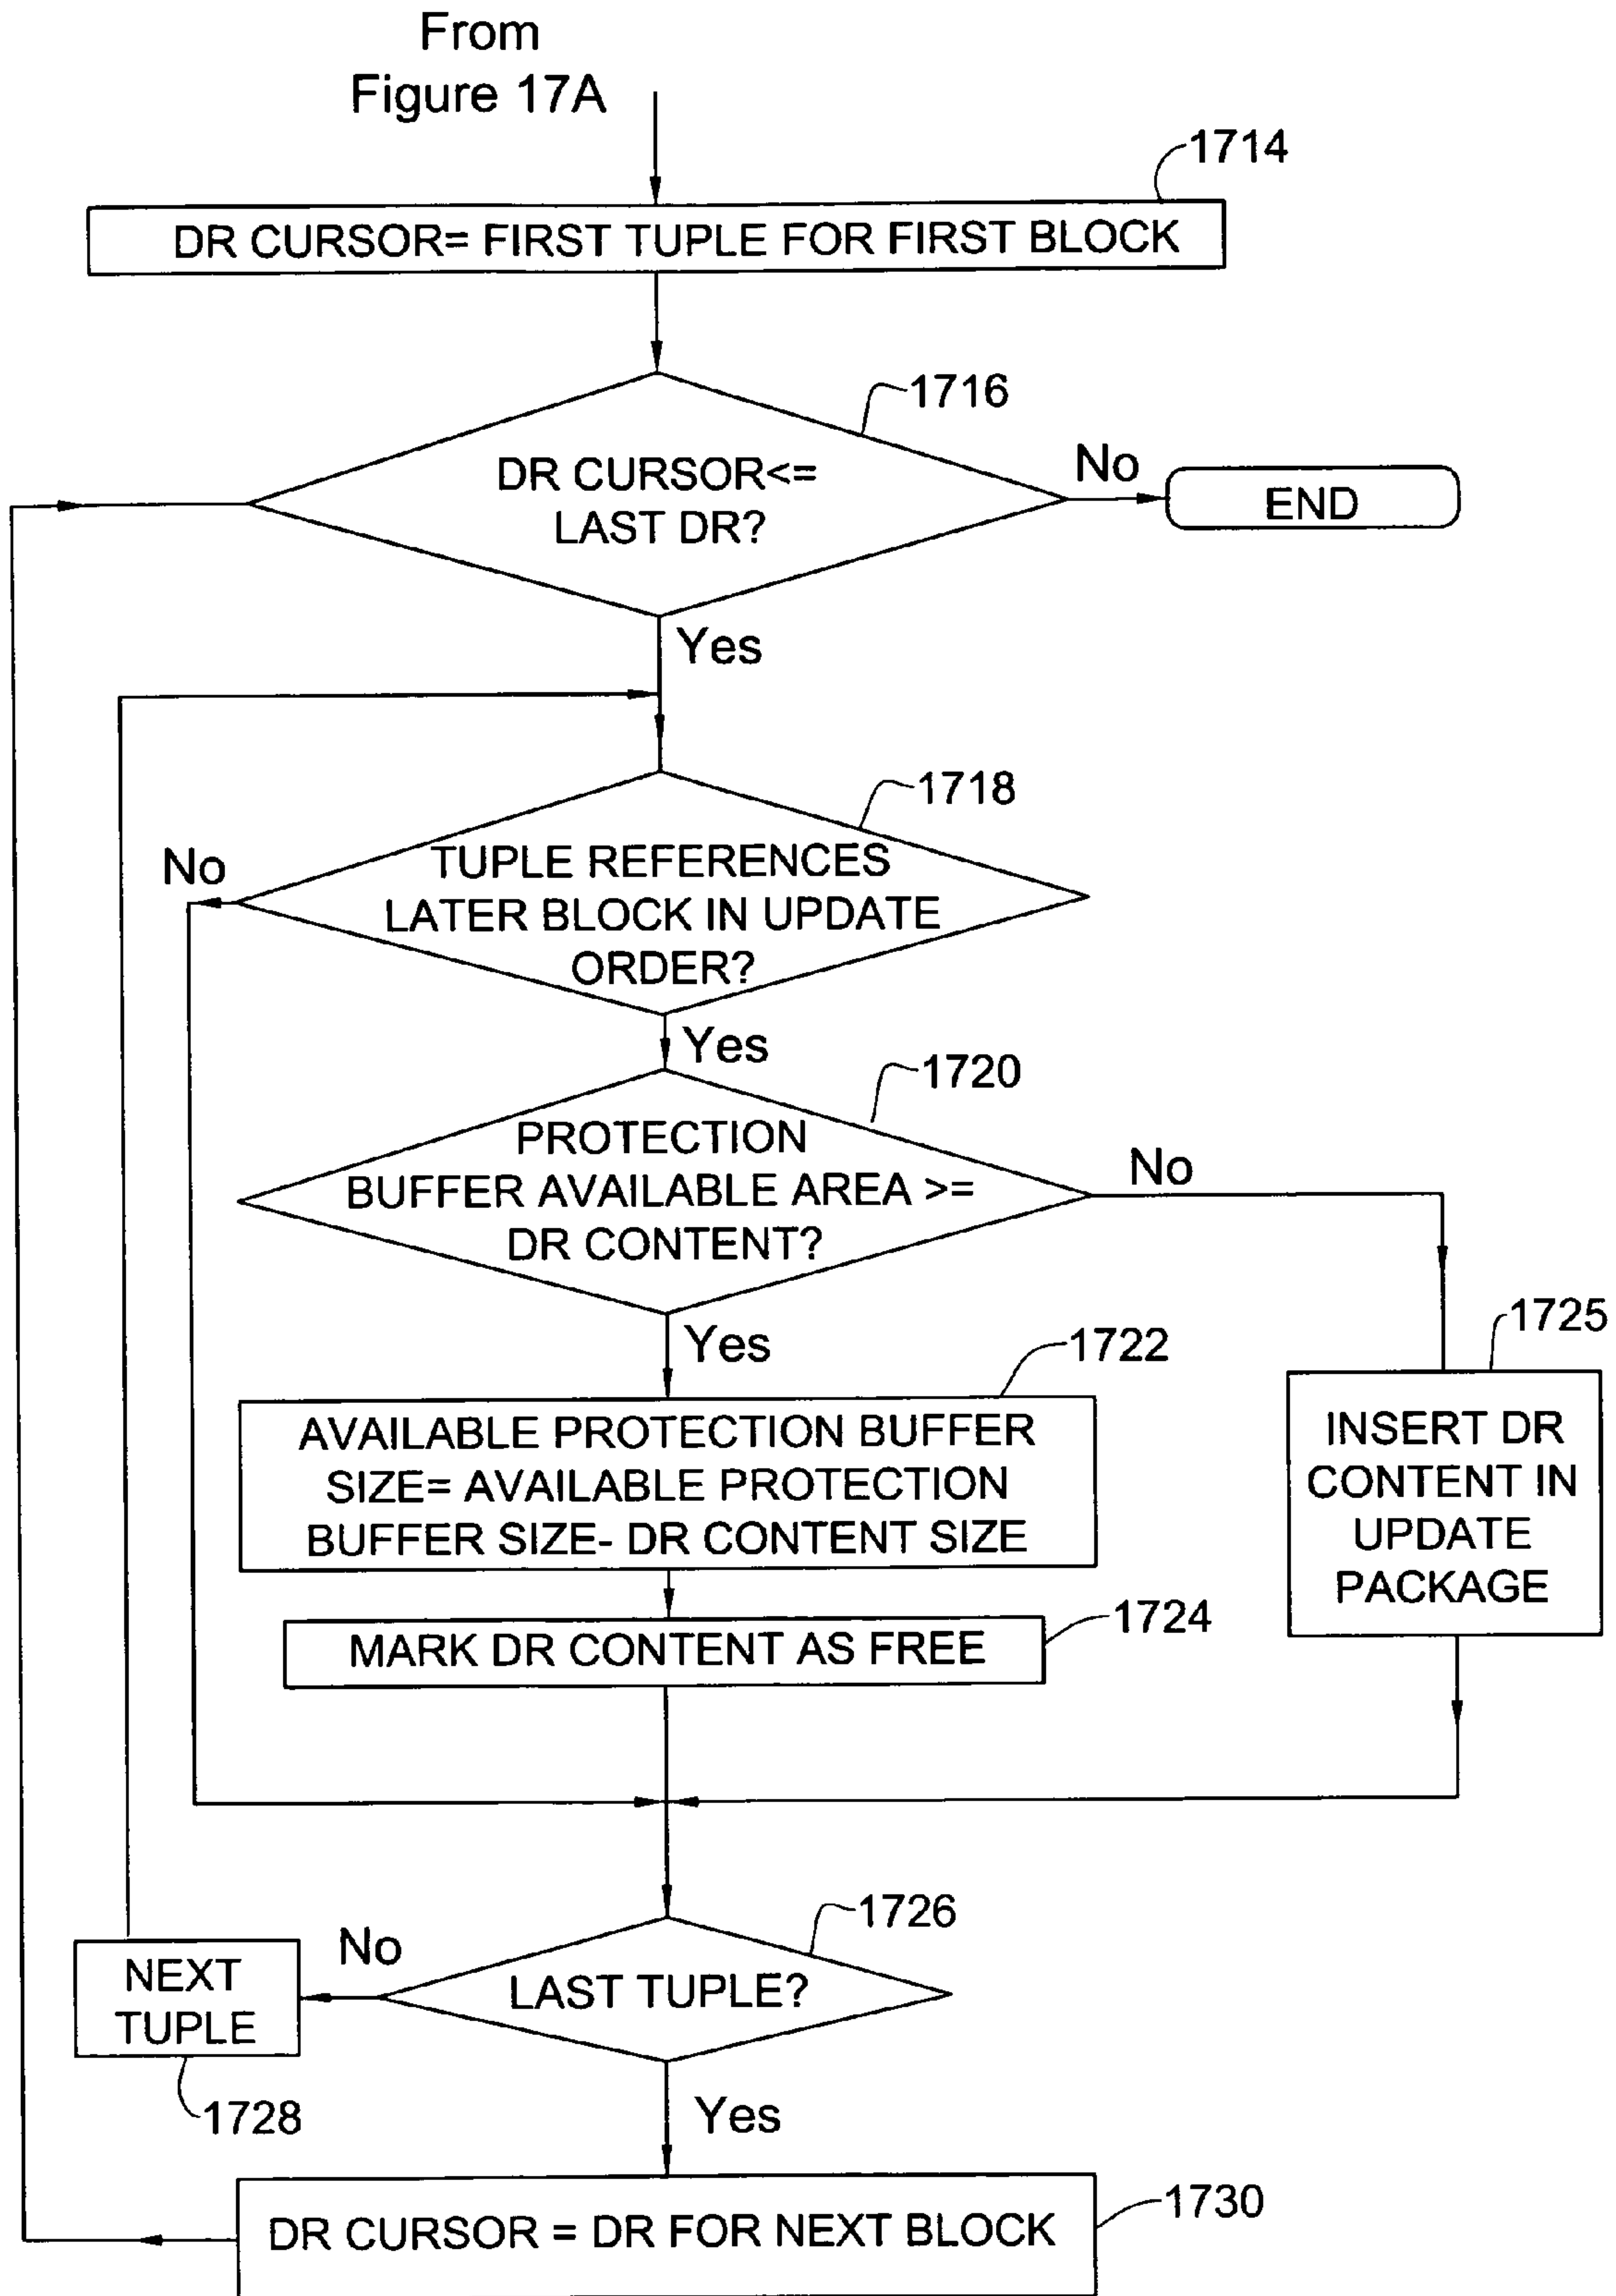 From
Figure 17A
1714
DR CURSOR= FIRST TUPLE FOR FIRST BLOCK
1716
DR CURSOR<=
LAST DR?
No
END
Yes
1718
No
TUPLE REFERENCES
LATER BLOCK IN UPDATE
ORDER?
Yes
1720
PROTECTION
BUFFER AVAILABLE AREA >=
DR CONTENT?
No
Yes
1722
1725
AVAILABLE PROTECTION BUFFER
SIZE= AVAILABLE PROTECTION
BUFFER SIZE- DR CONTENT SIZE
INSERT DR
CONTENT IN
UPDATE
PACKAGE
1724
MARK DR CONTENT AS FREE
1726
No
LAST TUPLE?
NEXT
TUPLE
1728
Yes
1730
DR CURSOR = DR FOR NEXT BLOCK